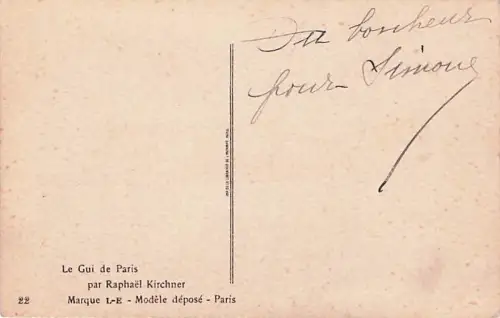 Du bonheur
pour Simone
Le Gui de Paris
par Raphaël Kirchner
22 Marque L-E - Modèle déposé - Paris